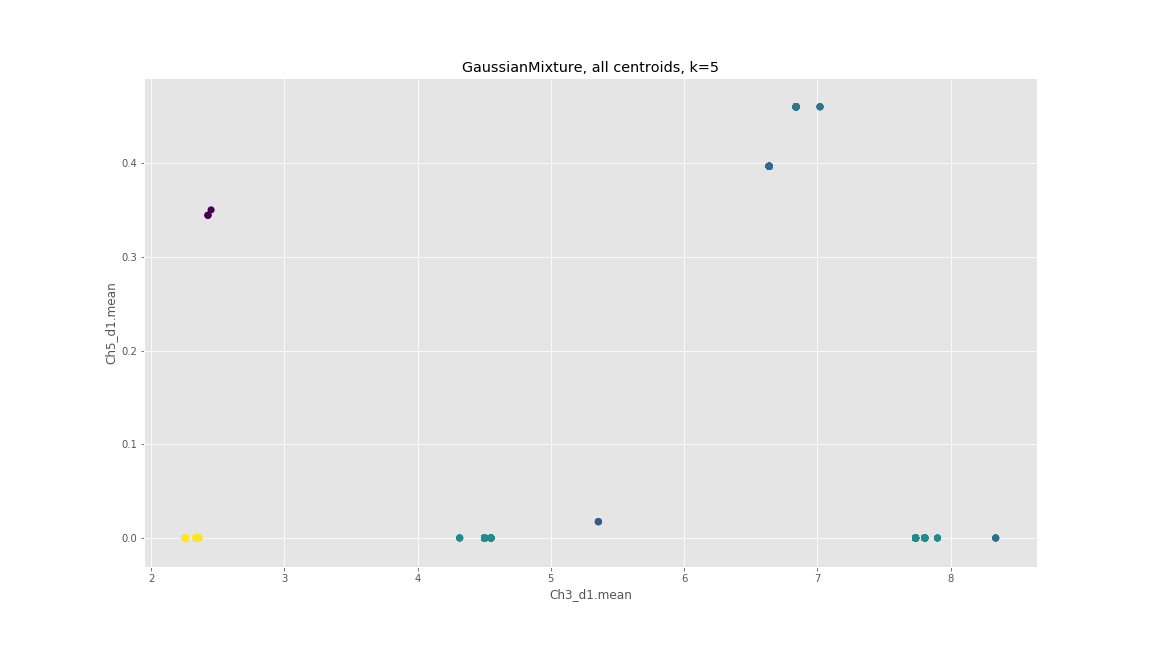 GaussianMixture, all centroids, k=5
0.4
0.3
0.2
0.1
0.0
Ch5_d1.mean
2 3 4 5 6 7 8
Ch3_d1.mean